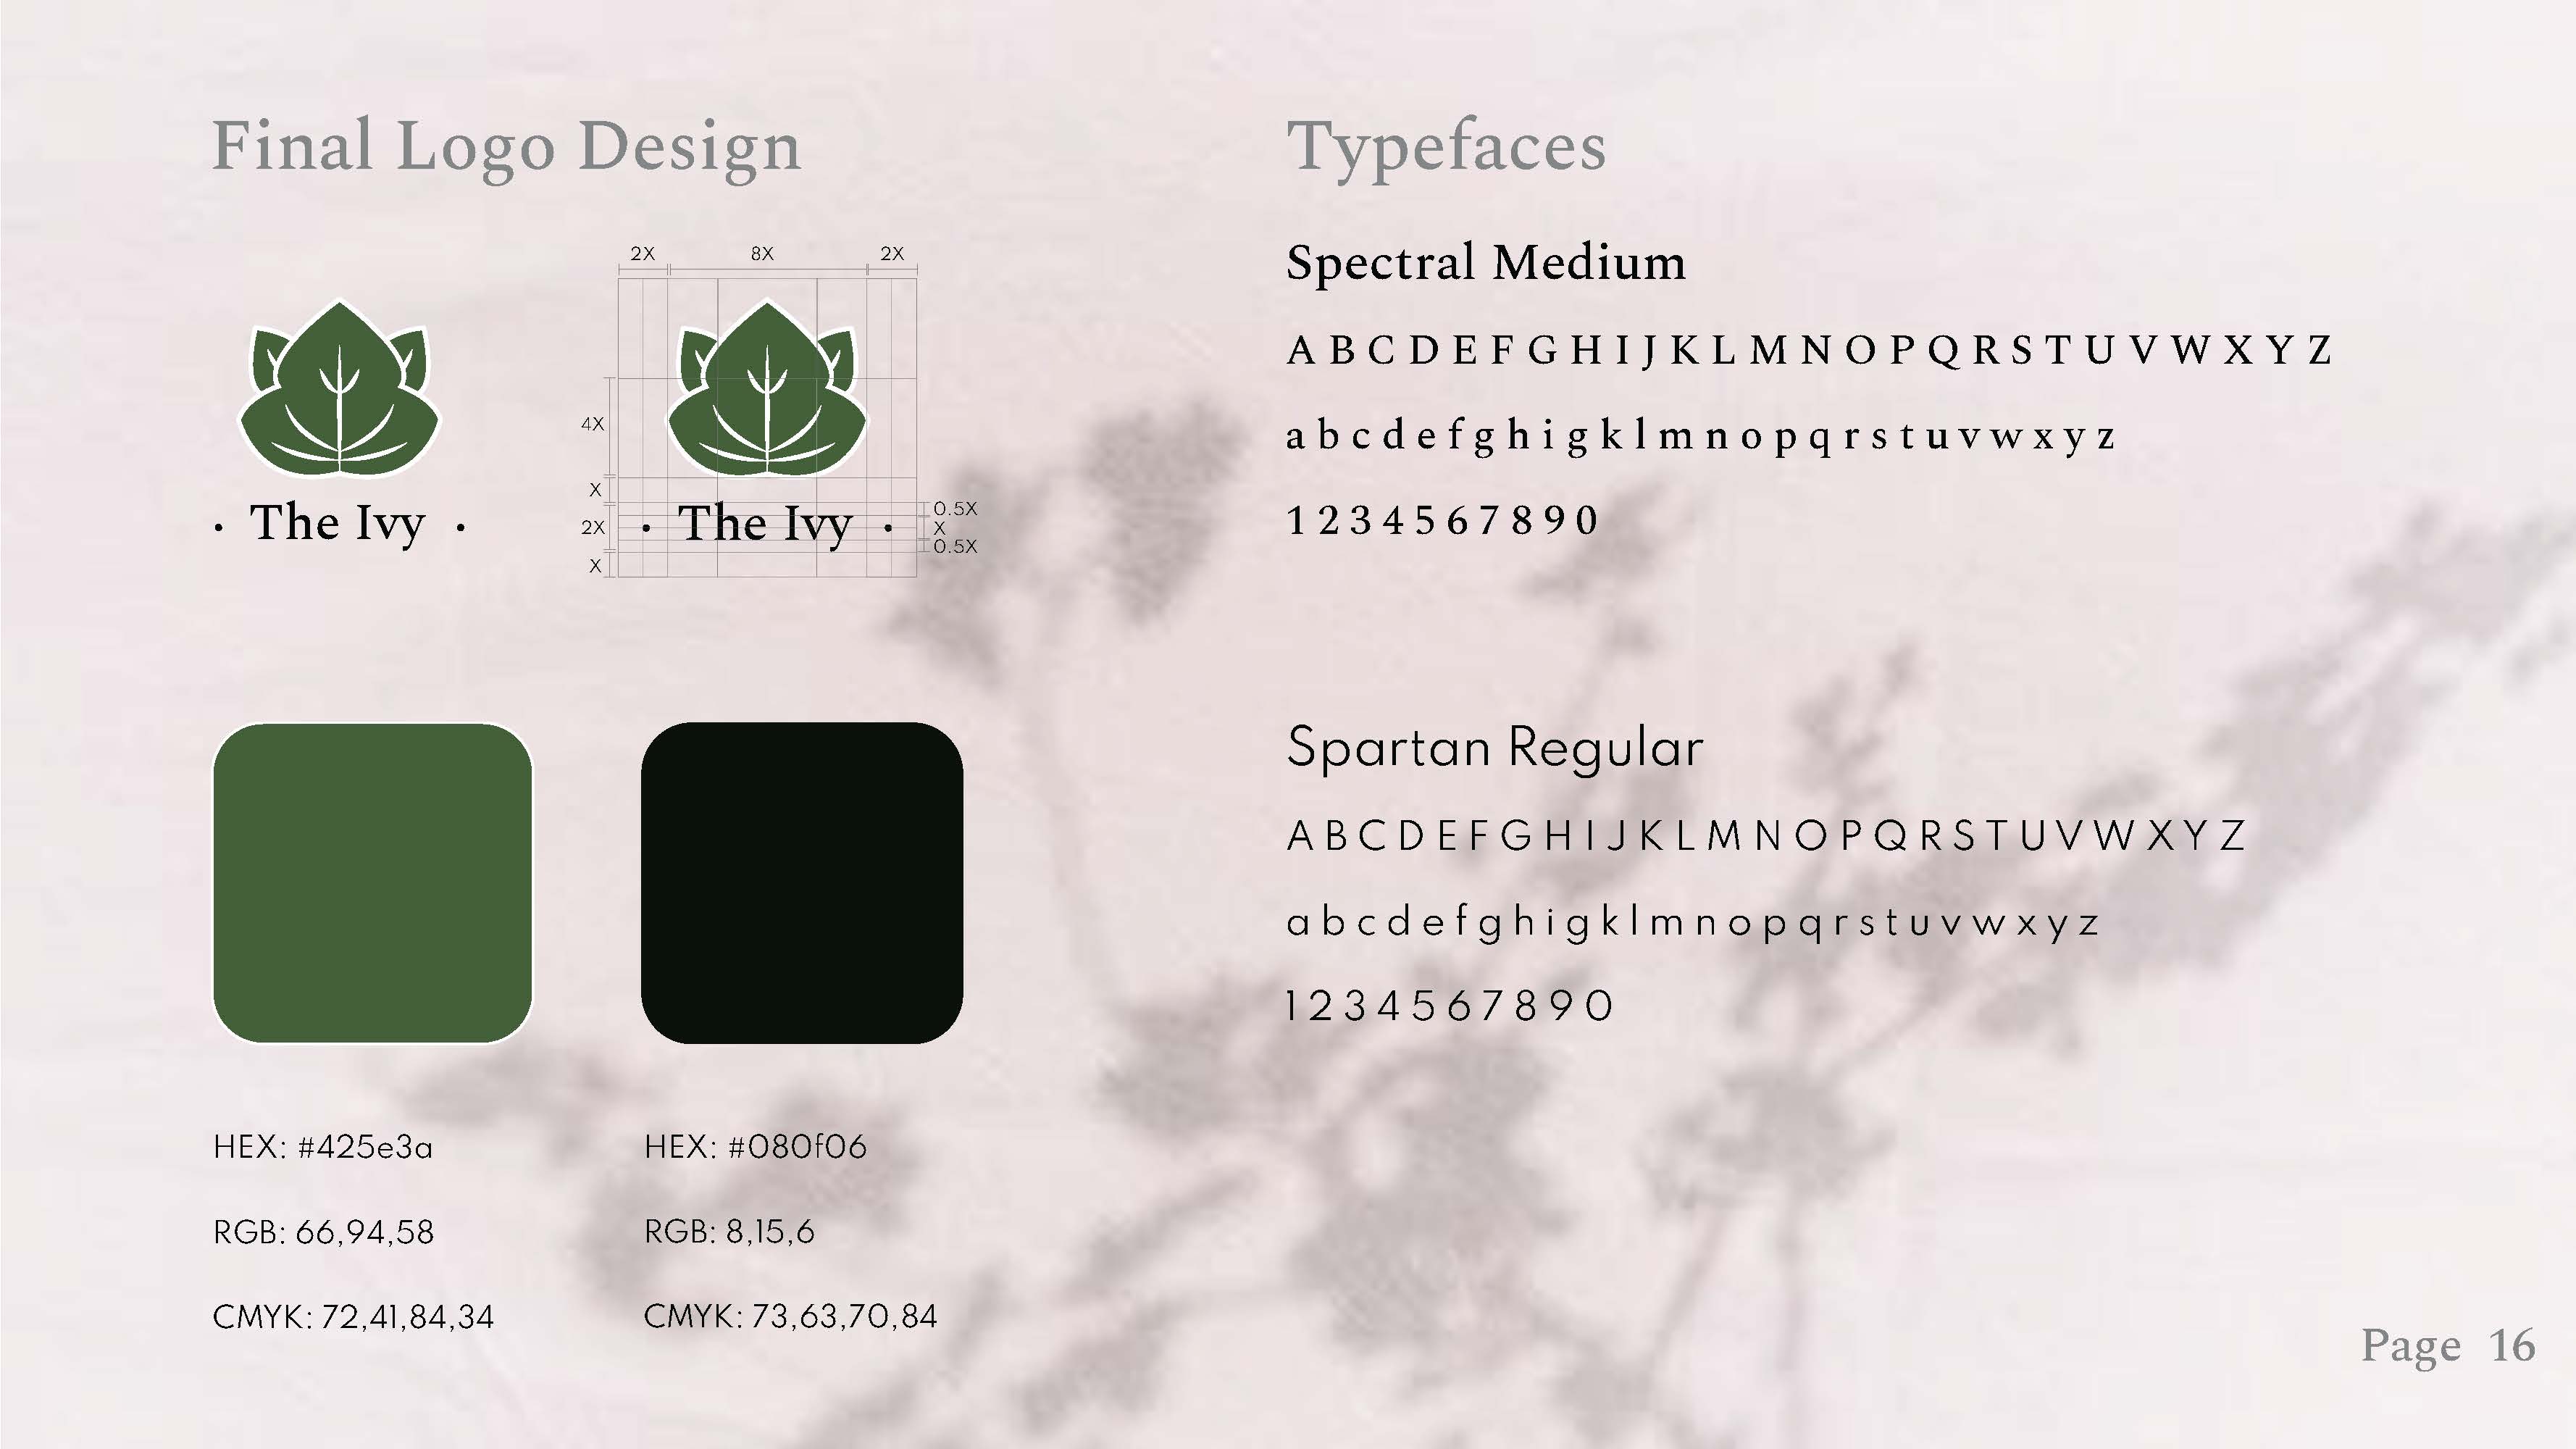 Final Logo Design
2X 8X 2X
4X
X
2X
X
0.5X
X
0.5X
• The Ivy •
• The Ivy •
HEX: #425e3a
RGB: 66,94,58
CMYK: 72,41,84,34
HEX: #080f06
RGB: 8,15,6
CMYK: 73,63,70,84
Typefaces
Spectral Medium
A B C D E F G H I J K L M N O P Q R S T U V W X Y Z
a b c d e f g h i g k l m n o p q r s t u v w x y z
1 2 3 4 5 6 7 8 9 0
Spartan Regular
A B C D E F G H I J K L M N O P Q R S T U V W X Y Z
a b c d e f g h i g k l m n o p q r s t u v w x y z
1 2 3 4 5 6 7 8 9 0
Page 16